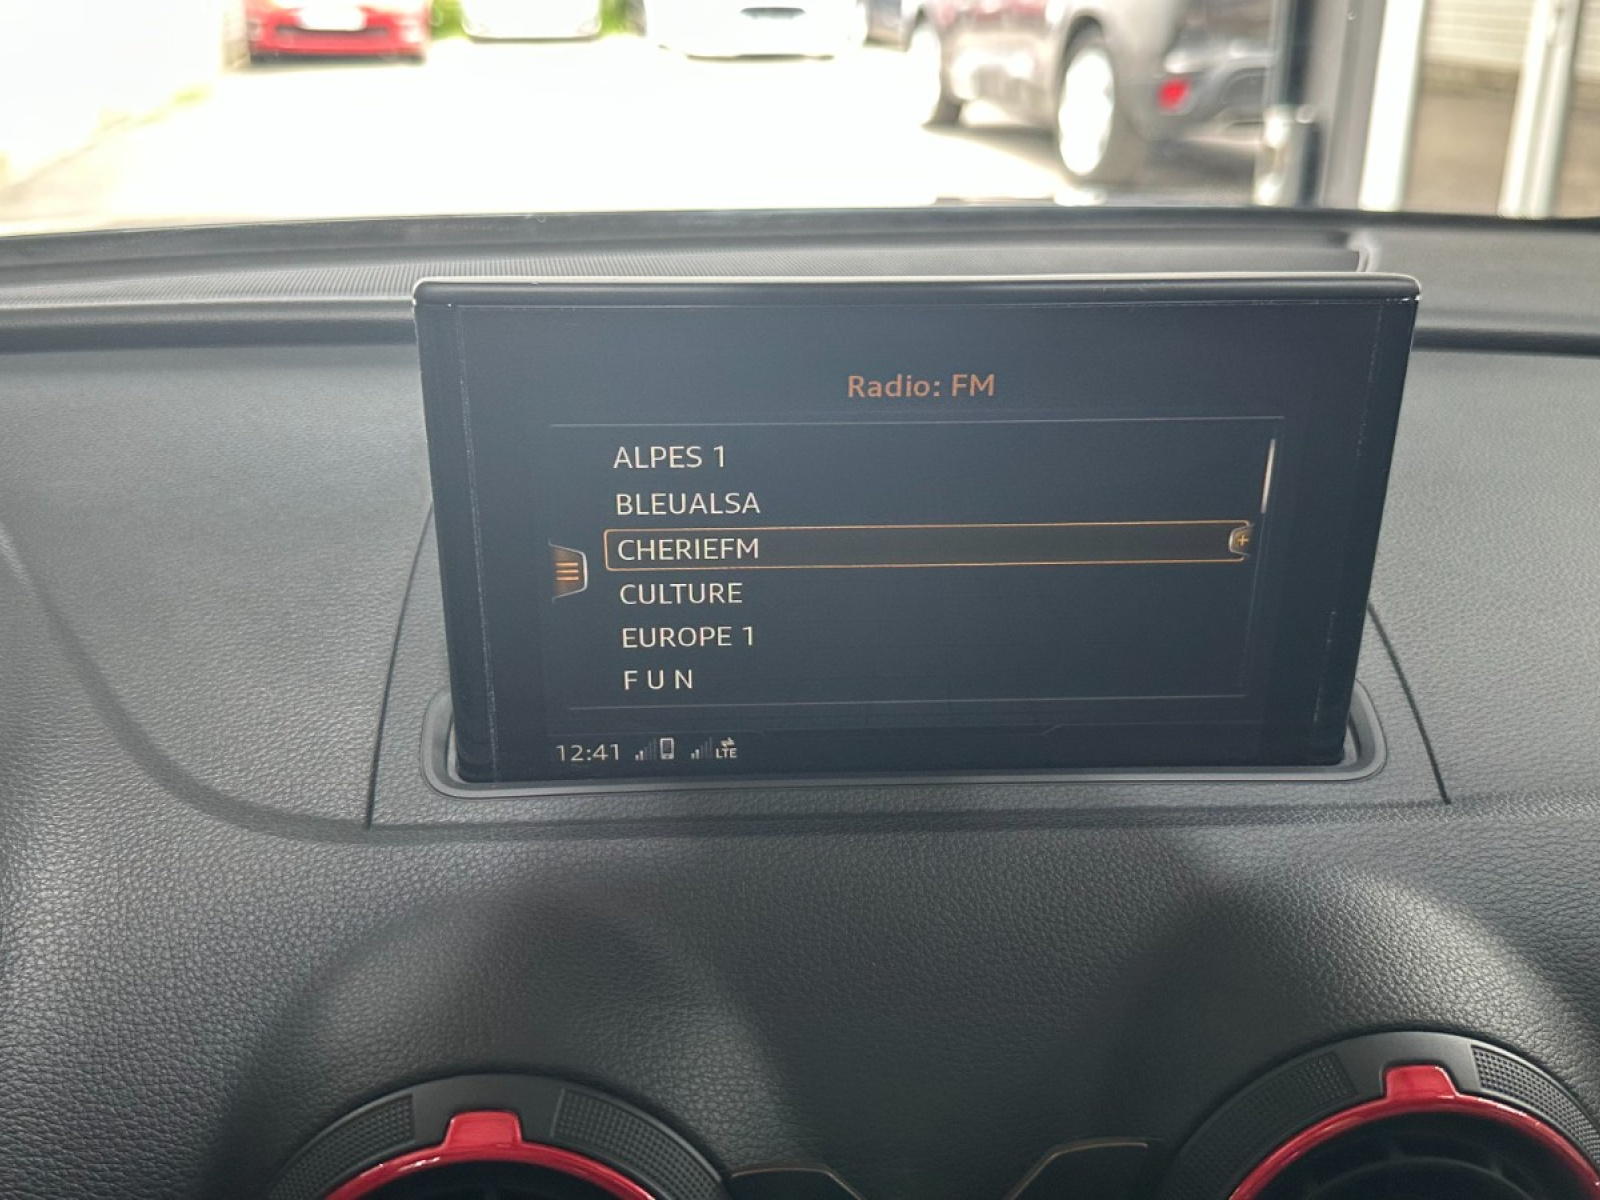 Radio: FM
ALPES 1
BLEUALSA
CHERIEFM
CULTURE
EUROPE 1
F U N
12:41 LTE